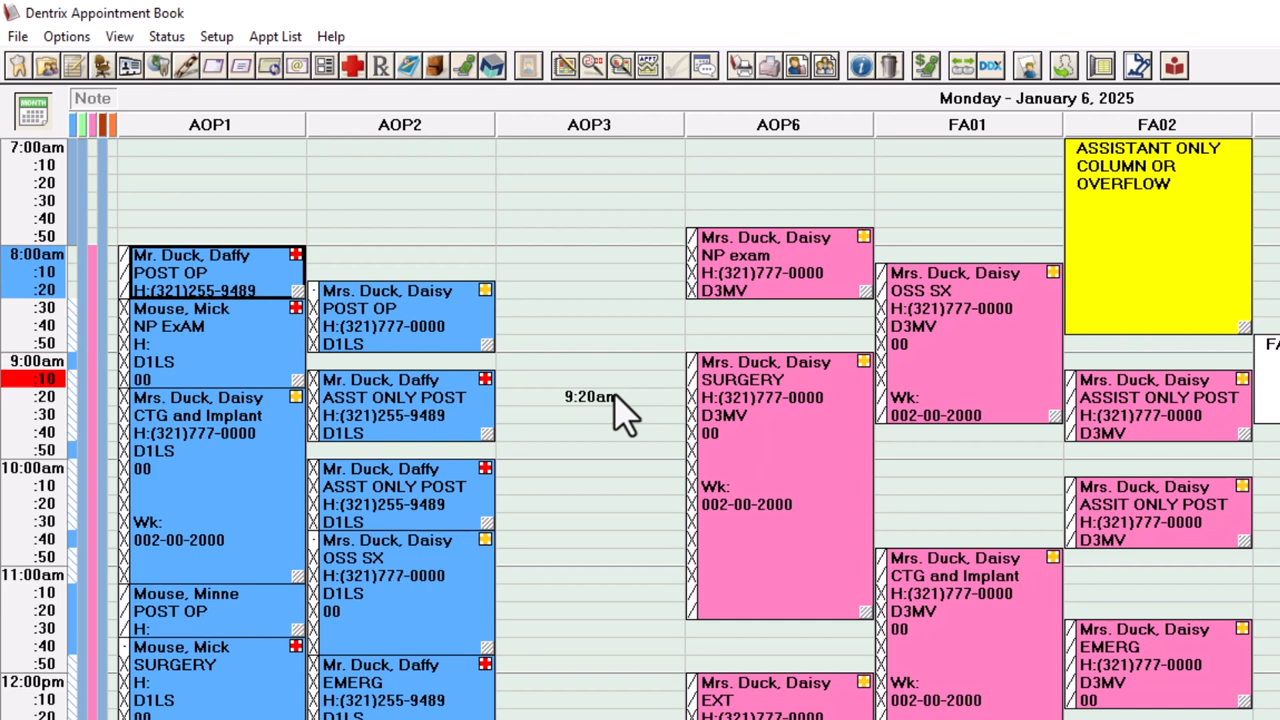 Dentrix Appointment Book
File Options View Status Setup Appt List Help
MONTH
Note
Monday - January 6, 2025
AOP1 AOP2 AOP3 AOP6 FA01 FA02
7:00am
:10
:20
:30
:40
:50
8:00am
:10
:20
:30
:40
:50
9:00am
:10
:20
:30
:40
:50
10:00am
:10
:20
:30
:40
:50
11:00am
:10
:20
:30
:40
:50
12:00pm
:10
:20
Mr. Duck, Daffy
POST OP
H:(321)255-9489
Mouse, Mick
NP ExAM
H:
D1LS
00
Mrs. Duck, Daisy
CTG and Implant
H:(321)777-0000
D1LS
00
Wk:
002-00-2000
Mouse, Minne
POST OP
H:
Mouse, Mick
SURGERY
H:
D1LS
00
Mrs. Duck, Daisy
POST OP
H:(321)777-0000
D1LS
Mr. Duck, Daffy
ASST ONLY POST
H:(321)255-9489
D1LS
Mr. Duck, Daffy
ASST ONLY POST
H:(321)255-9489
D1LS
Mrs. Duck, Daisy
OSS SX
H:(321)777-0000
D1LS
00
Mr. Duck, Daffy
EMERG
H:(321)255-9489
D1LS
9:20am
Mrs. Duck, Daisy
NP exam
H:(321)777-0000
D3MV
Mrs. Duck, Daisy
SURGERY
H:(321)777-0000
D3MV
00
Wk:
002-00-2000
Mrs. Duck, Daisy
EXT
H:(321)777-0000
Mrs. Duck, Daisy
OSS SX
H:(321)777-0000
D3MV
00
Wk:
002-00-2000
Mrs. Duck, Daisy
CTG and Implant
H:(321)777-0000
D3MV
00
Wk:
002-00-2000
ASSISTANT ONLY
COLUMN OR
OVERFLOW
Mrs. Duck, Daisy
ASSIST ONLY POST
H:(321)777-0000
D3MV
Mrs. Duck, Daisy
ASSIT ONLY POST
H:(321)777-0000
D3MV
Mrs. Duck, Daisy
EMERG
H:(321)777-0000
D3MV
00